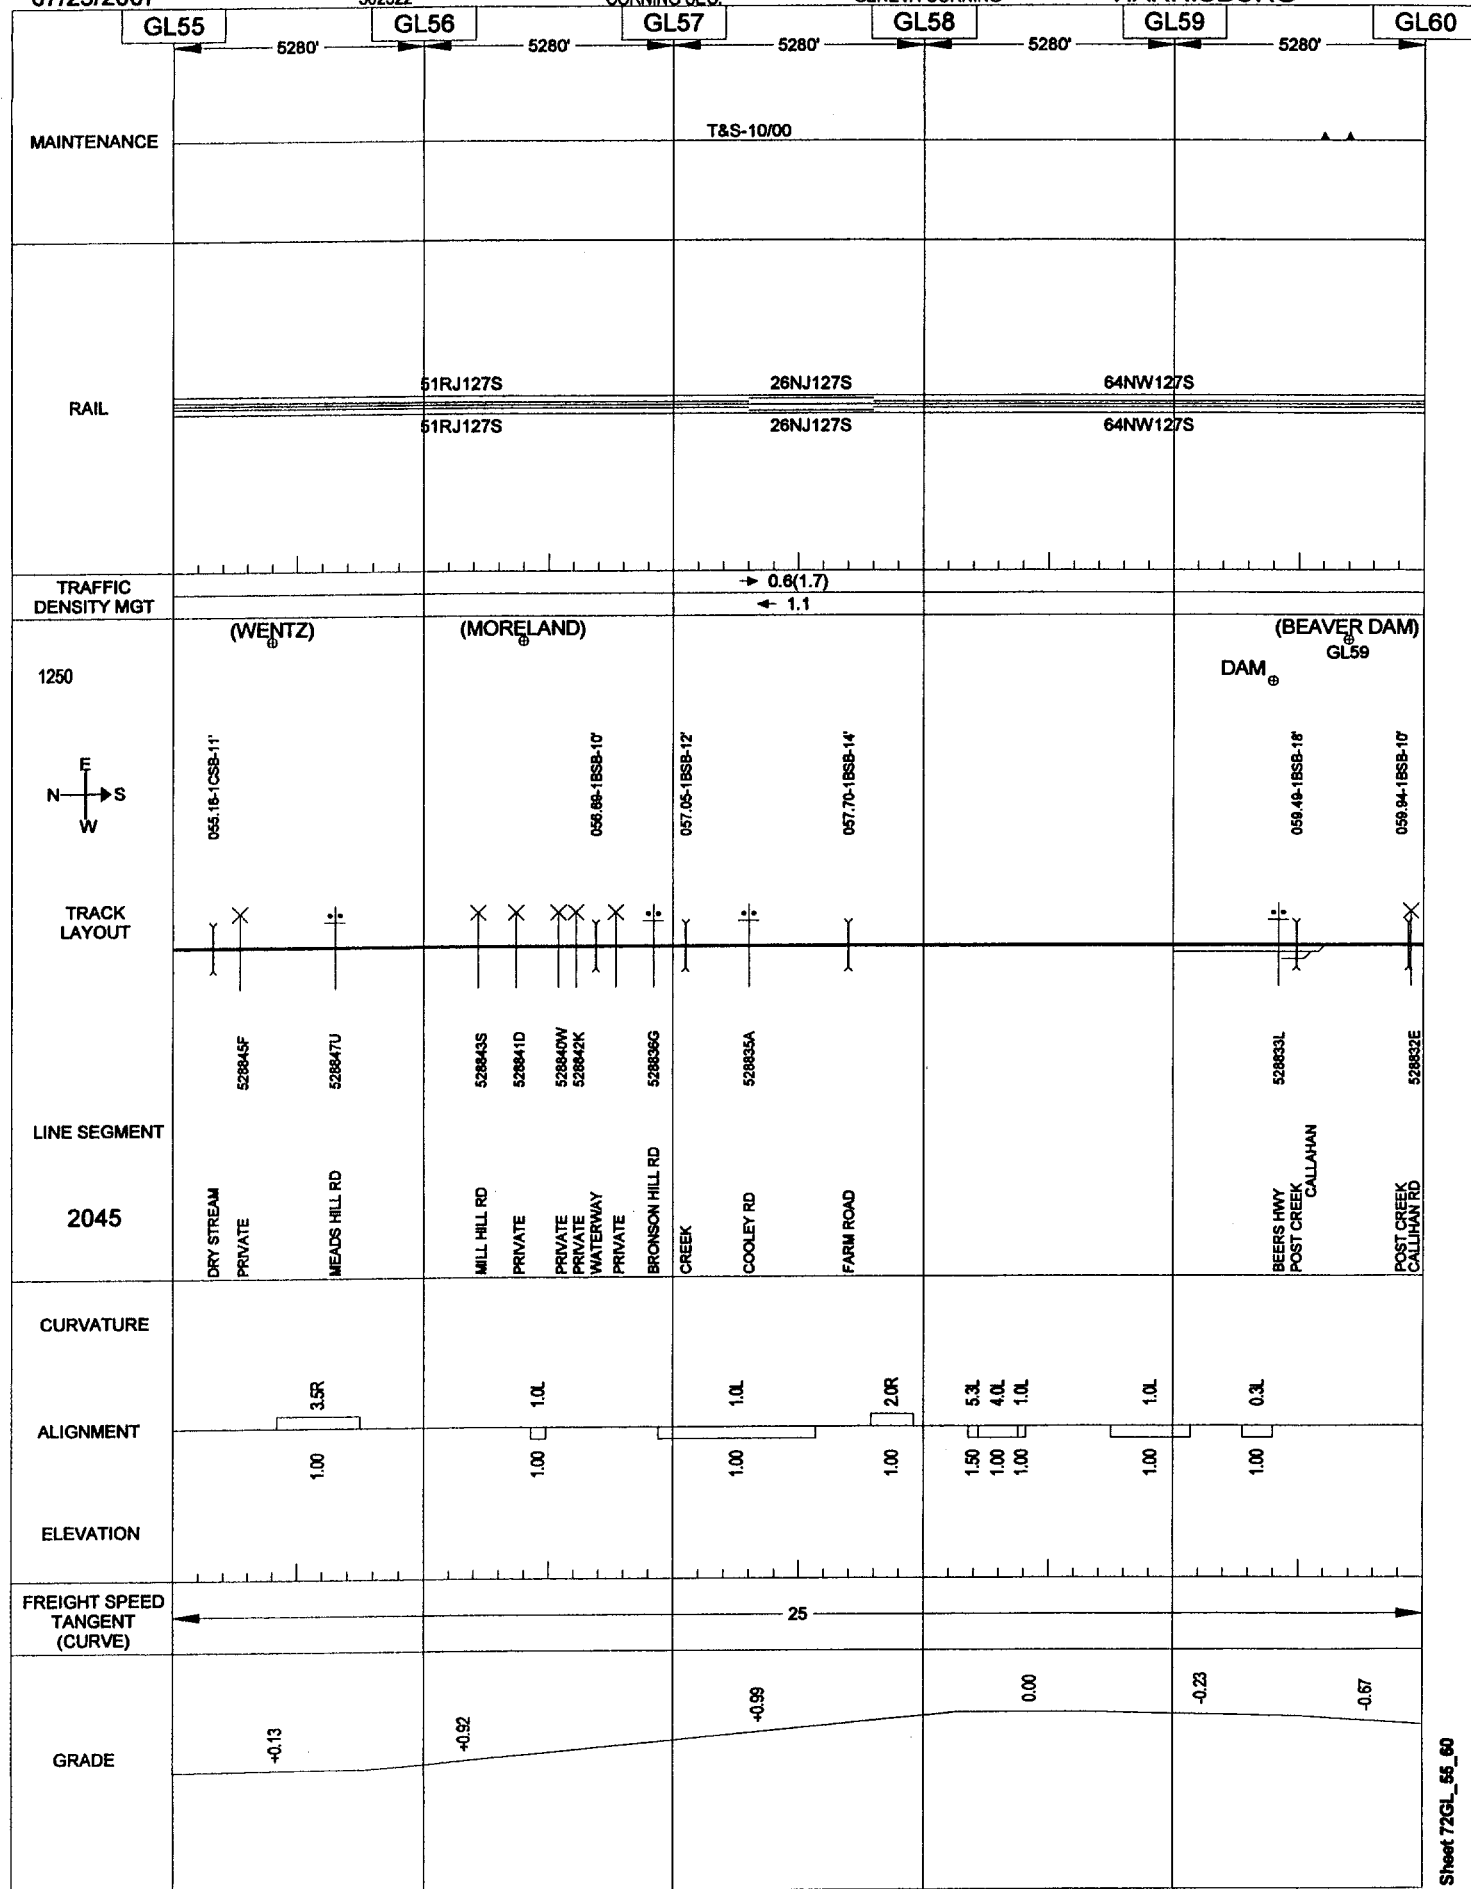 GL55 GL56 GL57 GL58 GL59 GL60
5280' 5280' 5280' 5280' 5280'
MAINTENANCE
T&S-10/00
RAIL
51RJ127S 26NJ127S 64NW127S
51RJ127S 26NJ127S 64NW127S
TRAFFIC
DENSITY MGT
0.6(1.7)
1.1
(WENTZ) (MORELAND) (BEAVER DAM)
GL59
1250
DAM
E
N S
W
055.16-1CSB-11'
056.69-1BSB-10'
057.05-1BSB-12'
057.70-1BSB-14'
059.49-1BSB-18'
059.94-1BSB-10'
TRACK
LAYOUT
528845F
528847U
528843S
528841D
528840W
528842K
528836G
528835A
528833L
528832E
LINE SEGMENT
2045
DRY STREAM
PRIVATE
MEADS HILL RD
MILL HILL RD
PRIVATE
PRIVATE
PRIVATE
WATERWAY
PRIVATE
BRONSON HILL RD
CREEK
COOLEY RD
FARM ROAD
BEERS HWY
POST CREEK
CALLAHAN
POST CREEK
CALLIHAN RD
CURVATURE
3.5R 1.0L 1.0L 2.0R 5.3L 4.0L 1.0L 1.0L 0.3L
ALIGNMENT
1.00 1.00 1.00 1.00 1.50 1.00 1.00 1.00 1.00
ELEVATION
FREIGHT SPEED
TANGENT
(CURVE)
25
GRADE
+0.13 +0.92 +0.99 0.00 -0.23 -0.67
Sheet 72GL_55_60